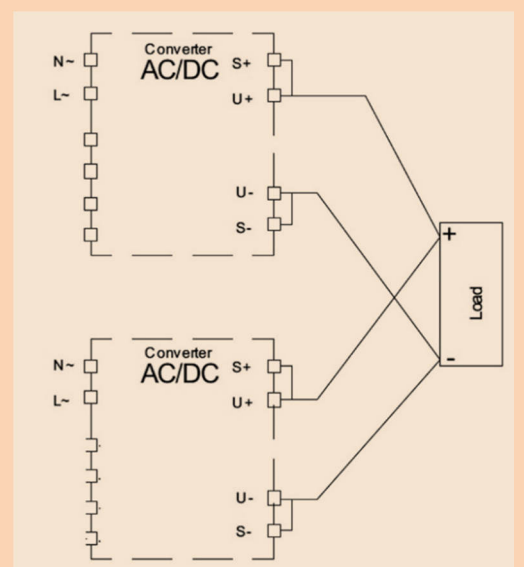 Converter
AC/DC
N~
L~
S+
U+
U-
S-
+
Load
-
Converter
AC/DC
N~
L~
S+
U+
U-
S-